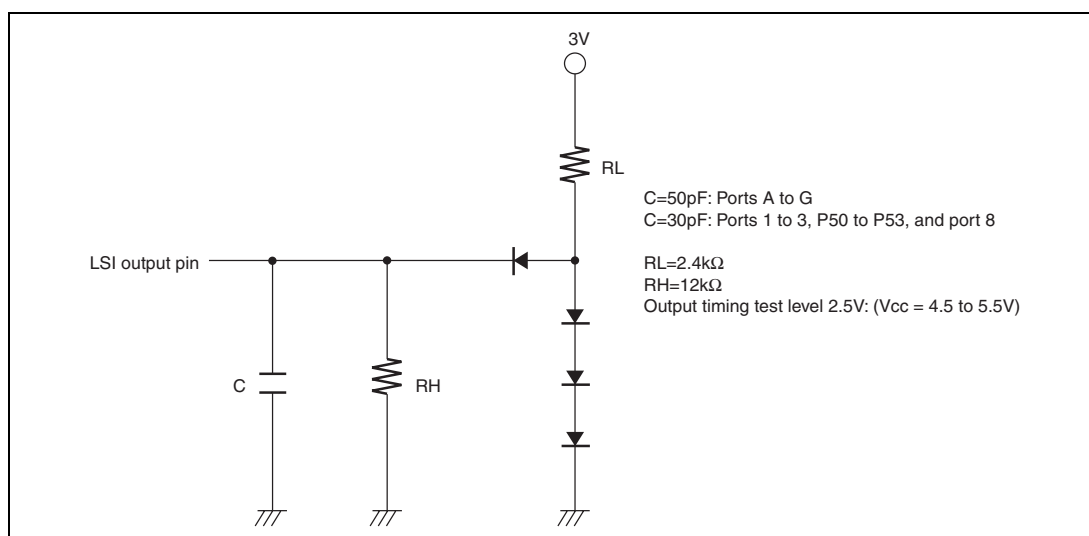 3V
RL
C=50pF: Ports A to G
C=30pF: Ports 1 to 3, P50 to P53, and port 8
LSI output pin
RL=2.4kΩ
RH=12kΩ
Output timing test level 2.5V: (Vcc = 4.5 to 5.5V)
C
RH